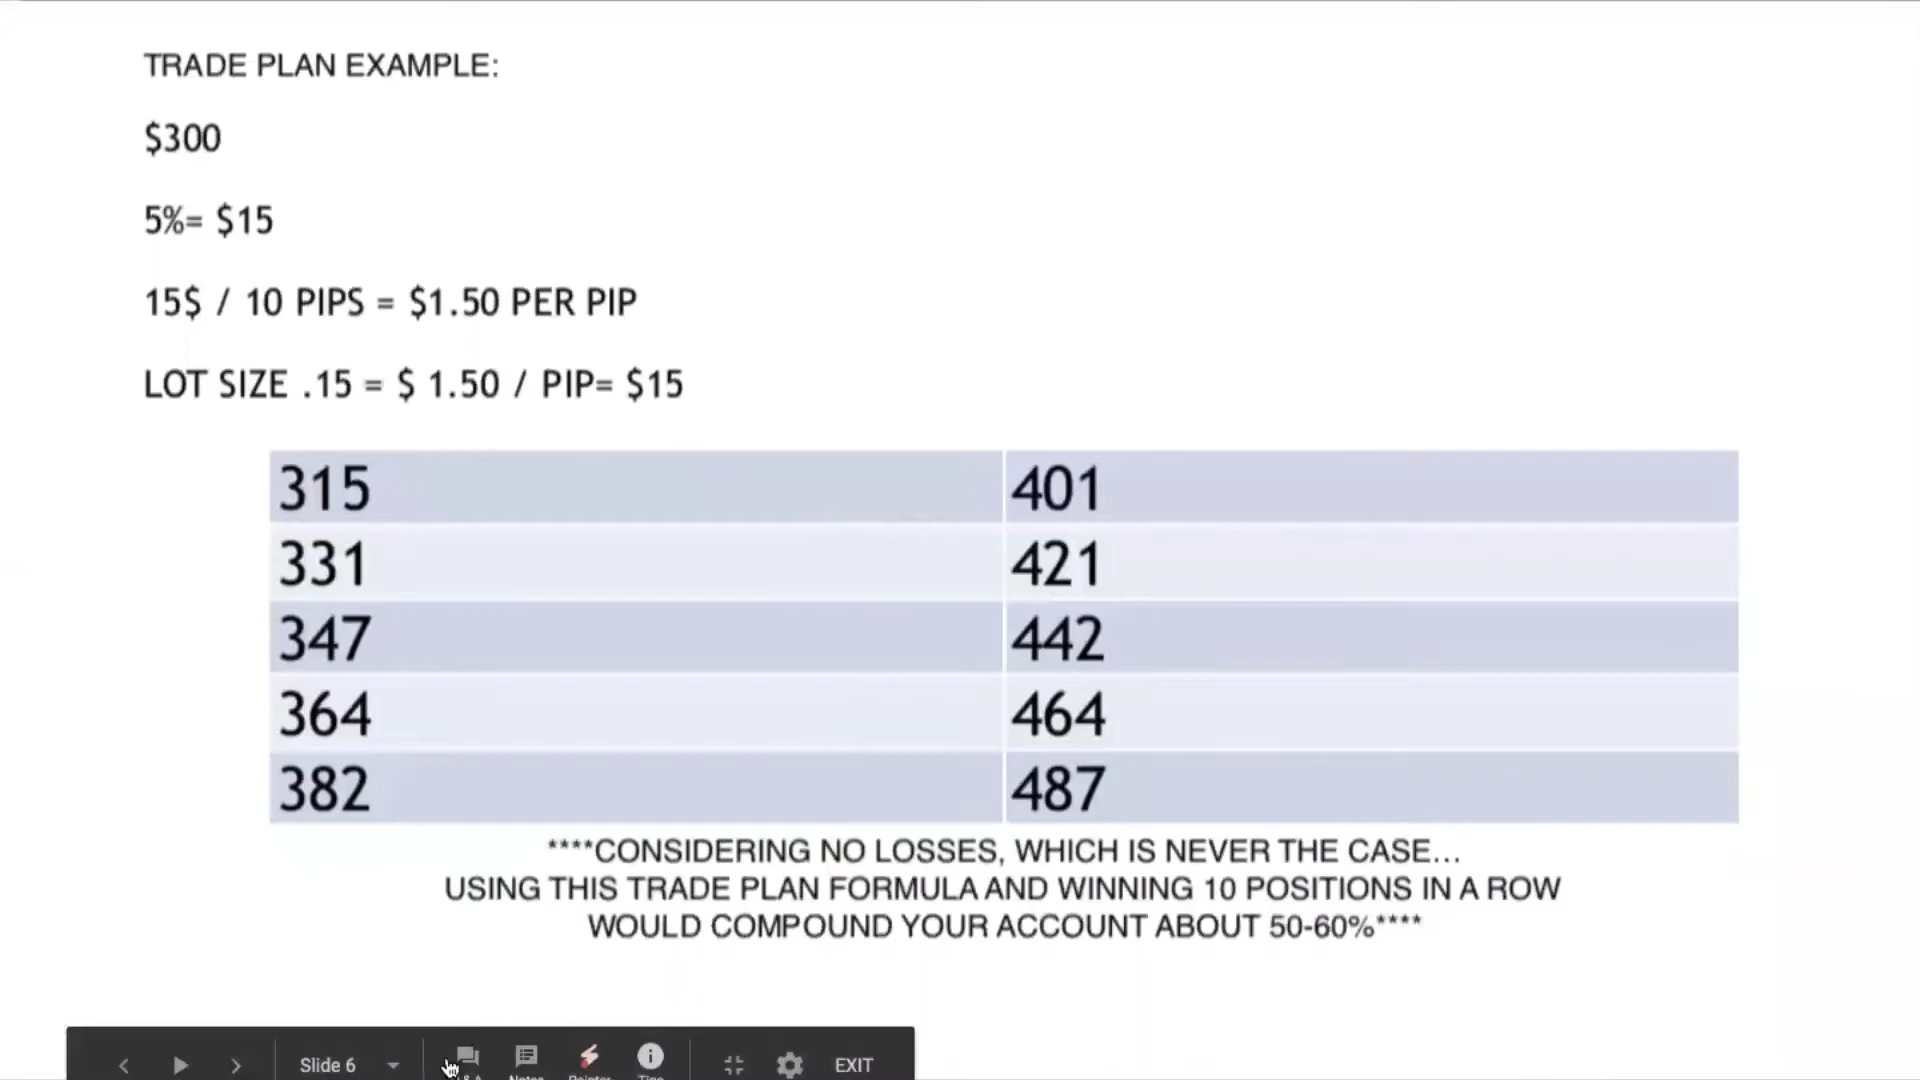 TRADE PLAN EXAMPLE:
$300
5%= $15
15$ / 10 PIPS = $1.50 PER PIP
LOT SIZE .15 = $ 1.50 / PIP= $15
315 401
331 421
347 442
364 464
382 487
****CONSIDERING NO LOSSES, WHICH IS NEVER THE CASE...
USING THIS TRADE PLAN FORMULA AND WINNING 10 POSITIONS IN A ROW
WOULD COMPOUND YOUR ACCOUNT ABOUT 50-60%****
Slide 6 EXIT